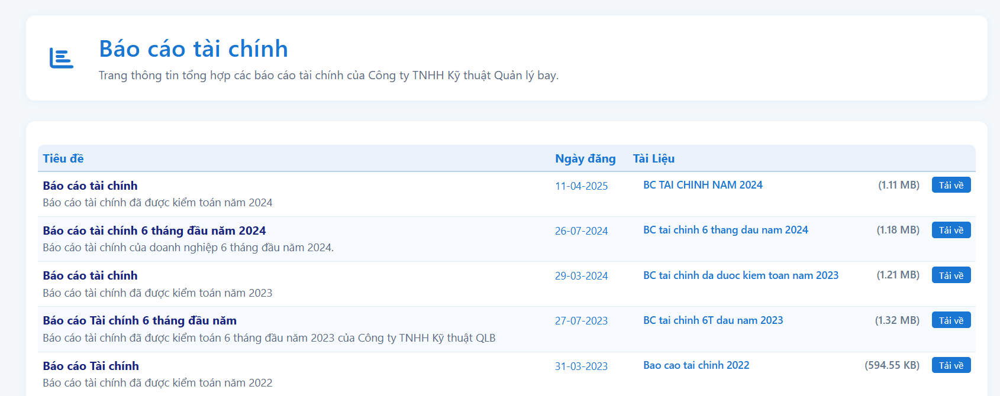 Báo cáo tài chính
Trang thông tin tổng hợp các báo cáo tài chính của Công ty TNHH Kỹ thuật Quản lý bay.
Tiêu đề Ngày đăng Tài Liệu
Báo cáo tài chính 11-04-2025 BC TAI CHINH NAM 2024 (1.11 MB) Tải về
Báo cáo tài chính đã được kiểm toán năm 2024
Báo cáo tài chính 6 tháng đầu năm 2024 26-07-2024 BC tai chinh 6 thang dau nam 2024 (1.18 MB) Tải về
Báo cáo tài chính của doanh nghiệp 6 tháng đầu năm 2024.
Báo cáo tài chính 29-03-2024 BC tai chinh da duoc kiem toan nam 2023 (1.21 MB) Tải về
Báo cáo tài chính đã được kiểm toán năm 2023
Báo cáo Tài chính 6 tháng đầu năm 27-07-2023 BC tai chinh 6T dau nam 2023 (1.32 MB) Tải về
Báo cáo tài chính đã được kiểm toán 6 tháng đầu năm 2023 của Công ty TNHH Kỹ thuật QLB
Báo cáo Tài chính 31-03-2023 Bao cao tai chinh 2022 (594.55 KB) Tải về
Báo cáo tài chính đã được kiểm toán năm 2022